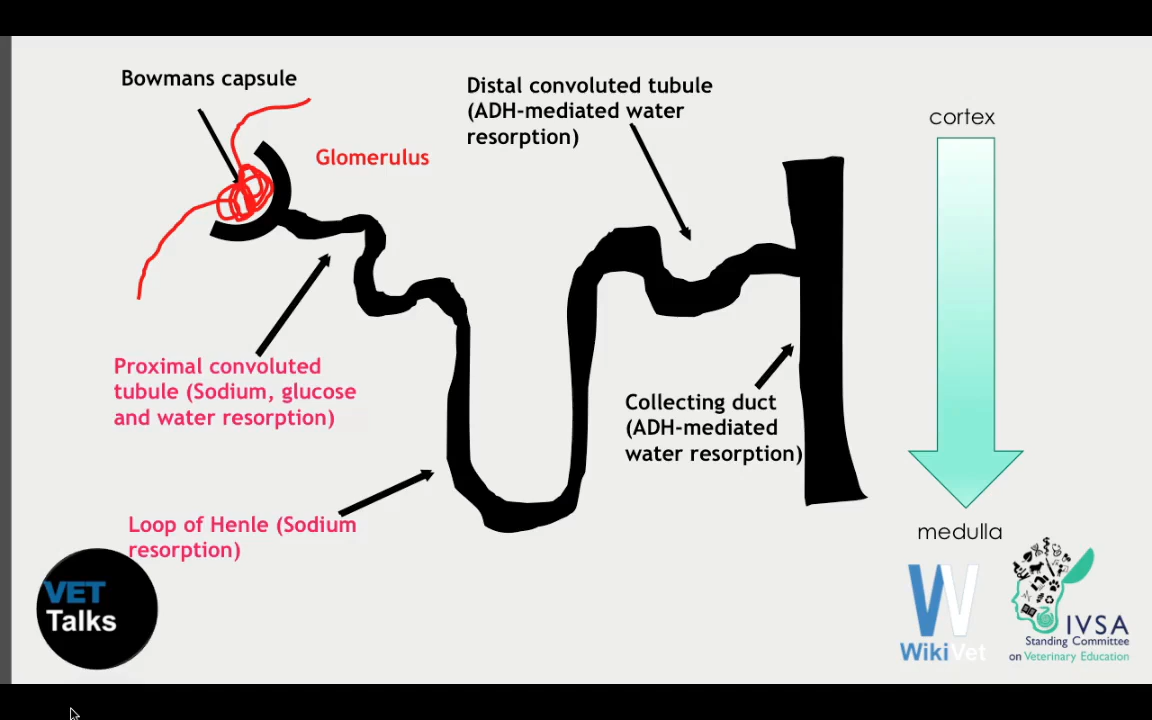 Bowmans capsule
Glomerulus
Distal convoluted tubule
(ADH-mediated water
resorption)
cortex
Proximal convoluted
tubule (Sodium, glucose
and water resorption)
Collecting duct
(ADH-mediated
water resorption)
Loop of Henle (Sodium
resorption)
medulla
VET
Talks
W
WikiVet
IVSA
Standing Committee
on Veterinary Education